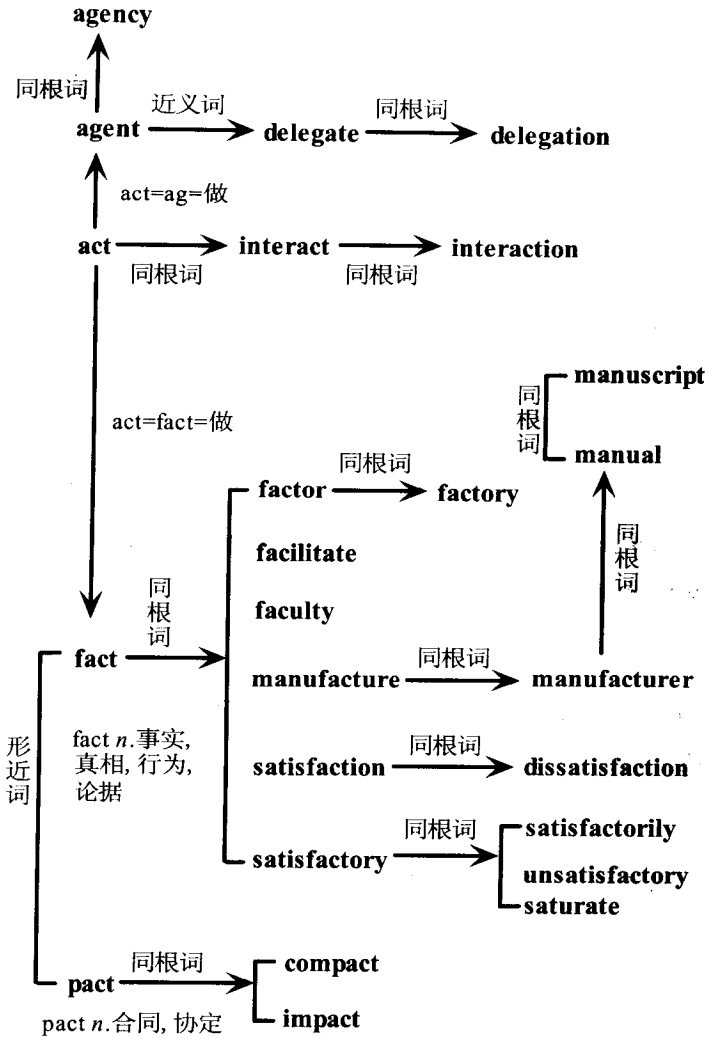 agency
同根词
近义词
同根词
agent
delegate
delegation
act=ag=做
act
interact
interaction
同根词
同根词
manuscript
同根词
act=fact=做
manual
同根词
factor
factory
同根词
facilitate
同根词
faculty
fact
同根词
manufacture
manufacturer
形近词
fact n.事实,
真相, 行为,
论据
同根词
satisfaction
dissatisfaction
同根词
satisfactorily
satisfactory
unsatisfactory
saturate
同根词
compact
pact
impact
pact n.合同, 协定